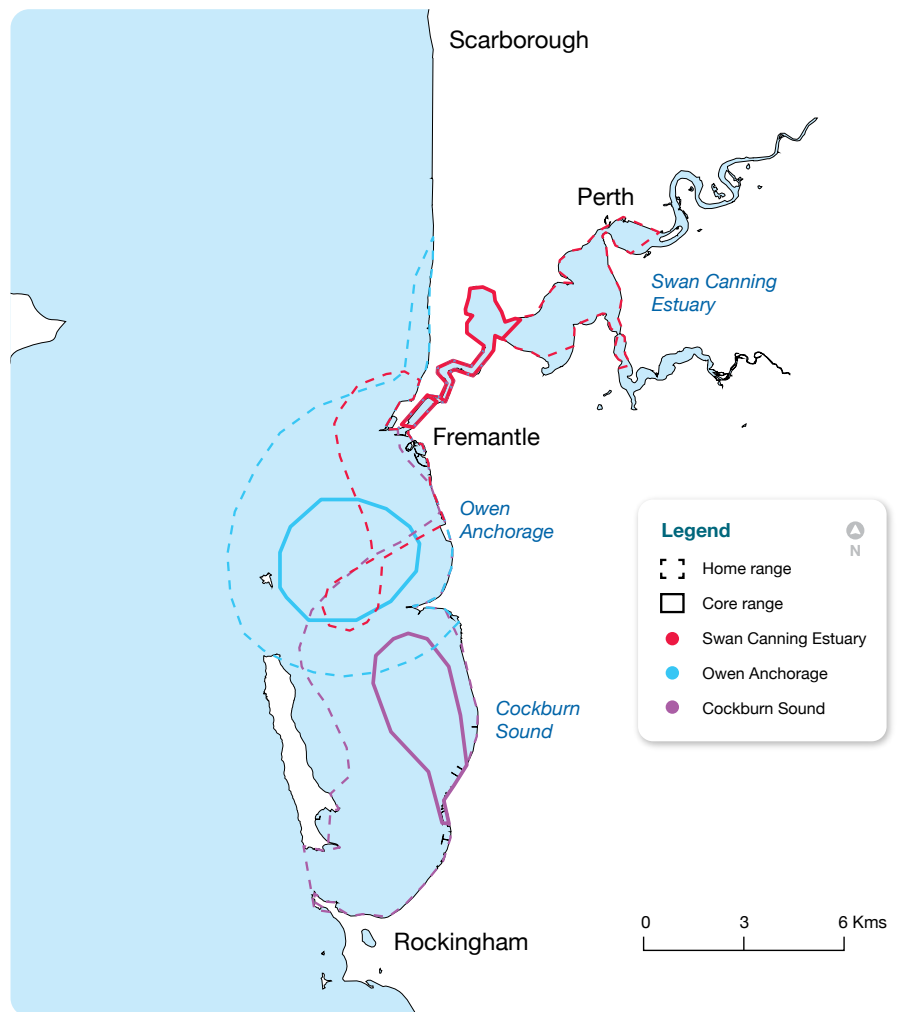 Scarborough
Perth
Swan Canning
Estuary
Fremantle
Owen
Anchorage
Legend
N
Home range
Core range
Swan Canning Estuary
Owen Anchorage
Cockburn Sound
Cockburn
Sound
0 3 6 Kms
Rockingham